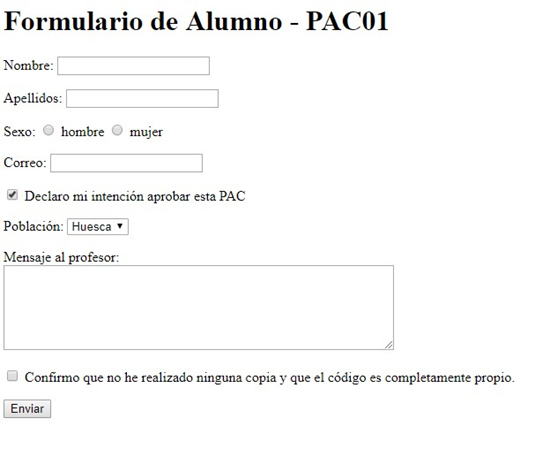 Formulario de Alumno - PAC01
Nombre:
Apellidos:
Sexo: hombre mujer
Correo:
Declaro mi intención aprobar esta PAC
Población: Huesca
Mensaje al profesor:
Confirmo que no he realizado ninguna copia y que el código es completamente propio.
Enviar